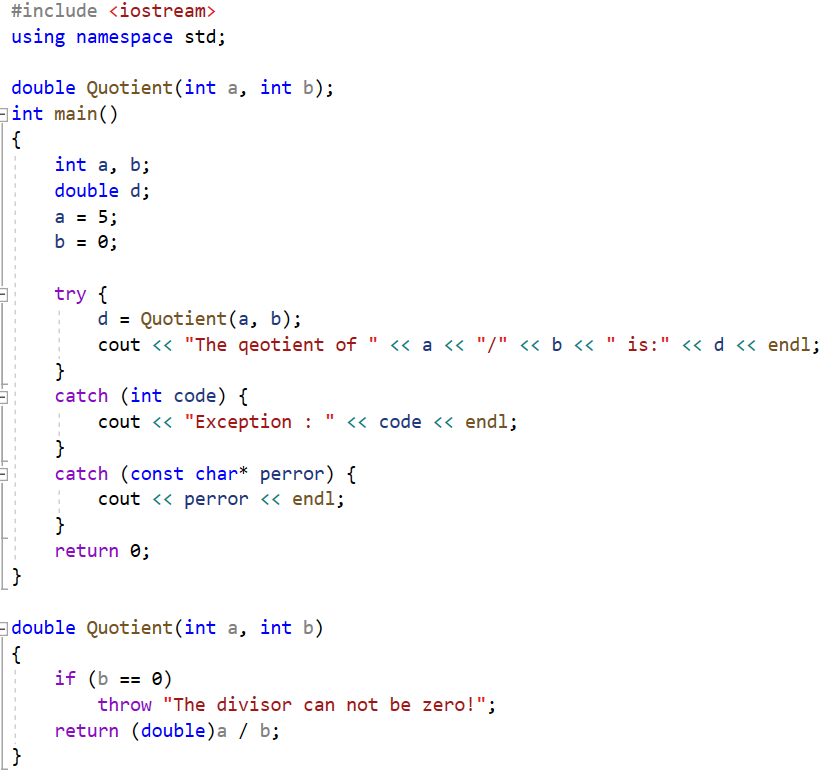 #include <iostream>
using namespace std;

double Quotient(int a, int b);
int main()
{
    int a, b;
    double d;
    a = 5;
    b = 0;

    try {
        d = Quotient(a, b);
        cout << "The qeotient of " << a << "/" << b << " is:" << d << endl;
    }
    catch (int code) {
        cout << "Exception : " << code << endl;
    }
    catch (const char* perror) {
        cout << perror << endl;
    }
    return 0;
}

double Quotient(int a, int b)
{
    if (b == 0)
        throw "The divisor can not be zero!";
    return (double)a / b;
}